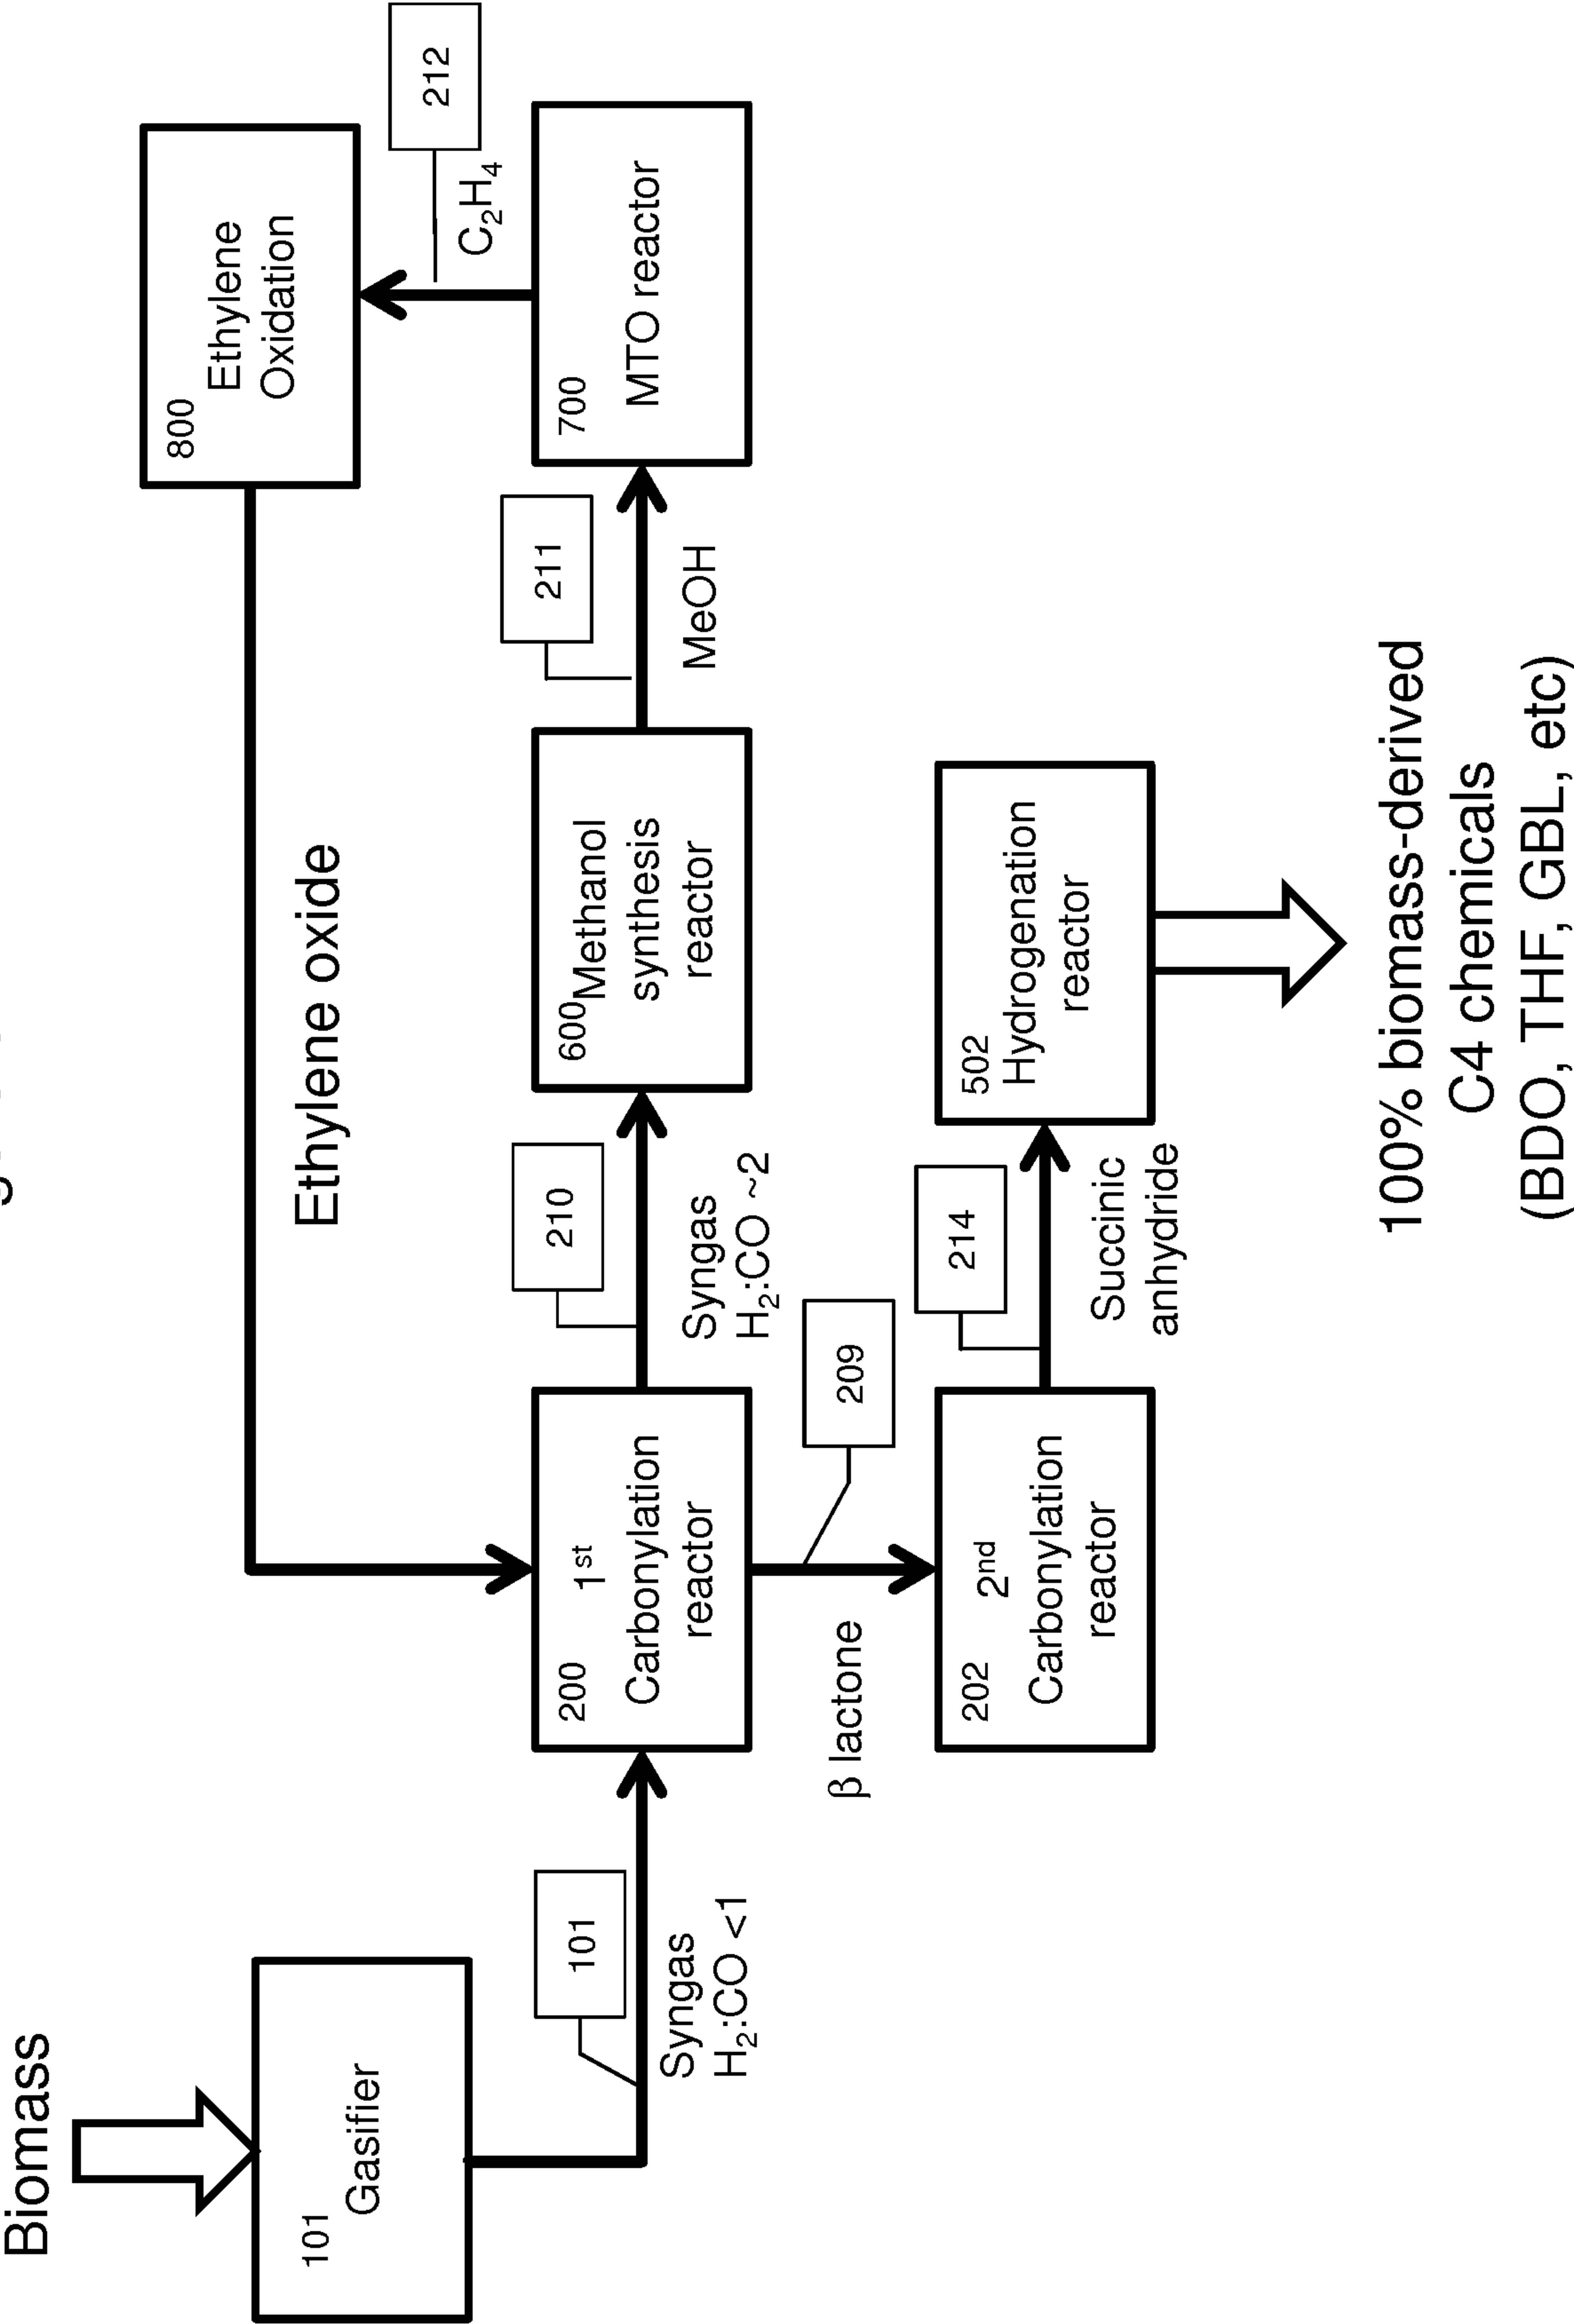 Biomass
101
Gasifier
101
Syngas
H₂:CO <1
Ethylene oxide
200
1st
Carbonylation
reactor
210
Syngas
H₂:CO ~2
600
Methanol
synthesis
reactor
211
MeOH
700
MTO reactor
212
C₂H₄
800
Ethylene
Oxidation
β lactone
209
202
2nd
Carbonylation
reactor
214
Succinic
anhydride
502
Hydrogenation
reactor
100% biomass-derived
C4 chemicals
(BDO, THF, GBL, etc)